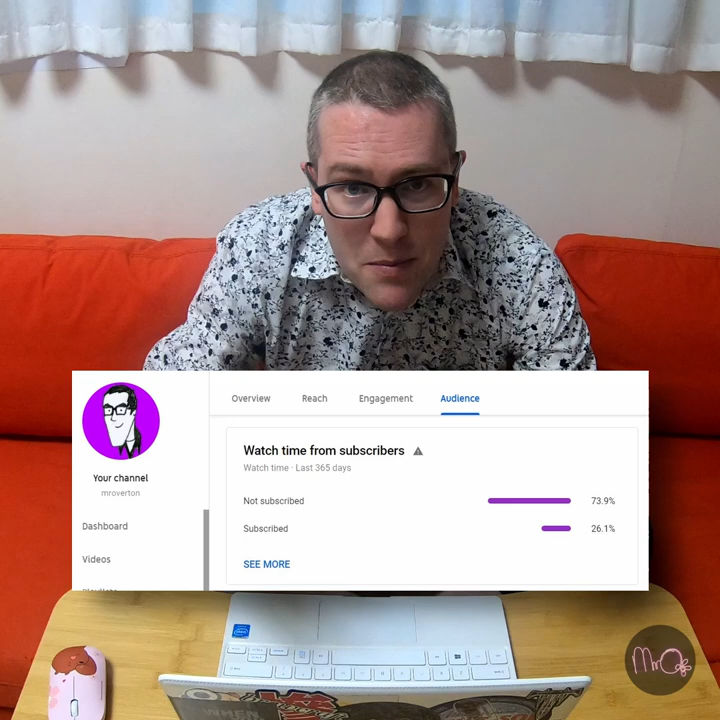 Overview Reach Engagement Audience
Watch time from subscribers
Watch time · Last 365 days
Your channel
mroverton
Not subscribed 73.9%
Dashboard
Subscribed 26.1%
Videos
SEE MORE